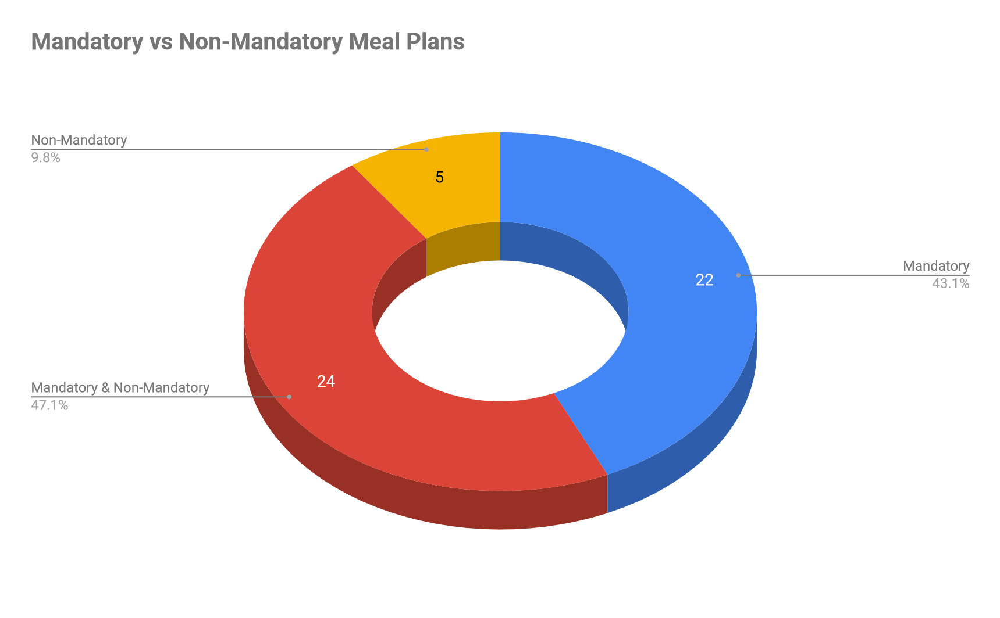 Mandatory vs Non-Mandatory Meal Plans
Non-Mandatory
9.8%
5
Mandatory
43.1%
22
24
Mandatory & Non-Mandatory
47.1%